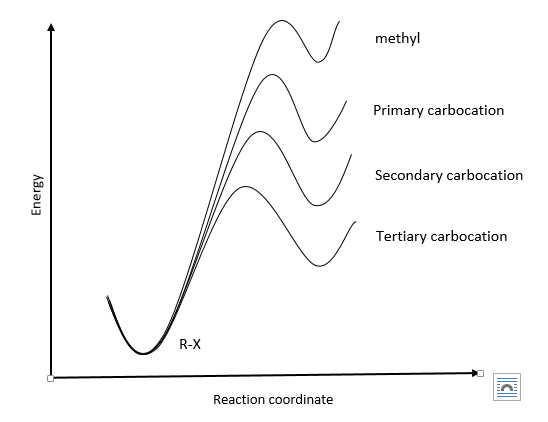 methyl
Primary carbocation
Secondary carbocation
Tertiary carbocation
Energy
R-X
Reaction coordinate